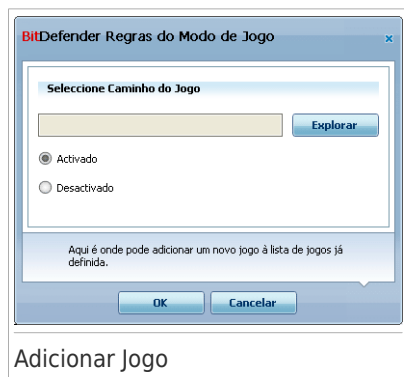 BitDefender Regras do Modo de Jogo
Seleccione Caminho do Jogo
Explorar
Activado
Desactivado
Aqui é onde pode adicionar um novo jogo à lista de jogos já
definida.
OK Cancelar
Adicionar Jogo